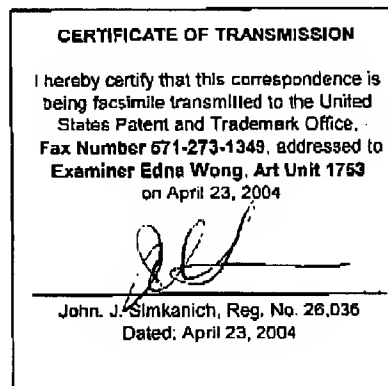 CERTIFICATE OF TRANSMISSION
I hereby certify that this correspondence is
being facsimile transmitted to the United
States Patent and Trademark Office,
Fax Number 571-273-1349, addressed to
Examiner Edna Wong, Art Unit 1753
on April 23, 2004
John. J. Simkanich, Reg. No. 26,036
Dated: April 23, 2004